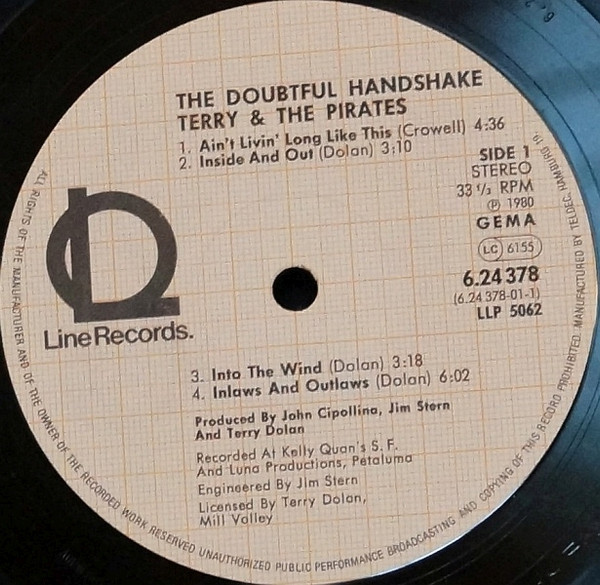 THE DOUBTFUL HANDSHAKE
TERRY & THE PIRATES
1. Ain't Livin' Long Like This (Crowell) 4:36
2. Inside And Out (Dolan) 3:10
SIDE 1
STEREO
33 1/3 RPM
Ⓟ 1980
GEMA
LC 6155
6.24 378
(6.24 378-01-1)
LLP 5062
Line Records.
3. Into The Wind (Dolan) 3:18
4. Inlaws And Outlaws (Dolan) 6:02
Produced By John Cipollina, Jim Stern
And Terry Dolan
Recorded At Kelly Quan's S. F.
And Luna Productions, Petaluma
Engineered By Jim Stern
Licensed By Terry Dolan,
Mill Valley
ALL RIGHTS OF THE MANUFACTURER AND OF THE OWNER OF THE RECORDED WORK RESERVED UNAUTHORIZED PUBLIC PERFORMANCE BROADCASTING AND COPYING OF THIS RECORD PROHIBITED. MANUFACTURED BY TELDEC, HAMBURG 19